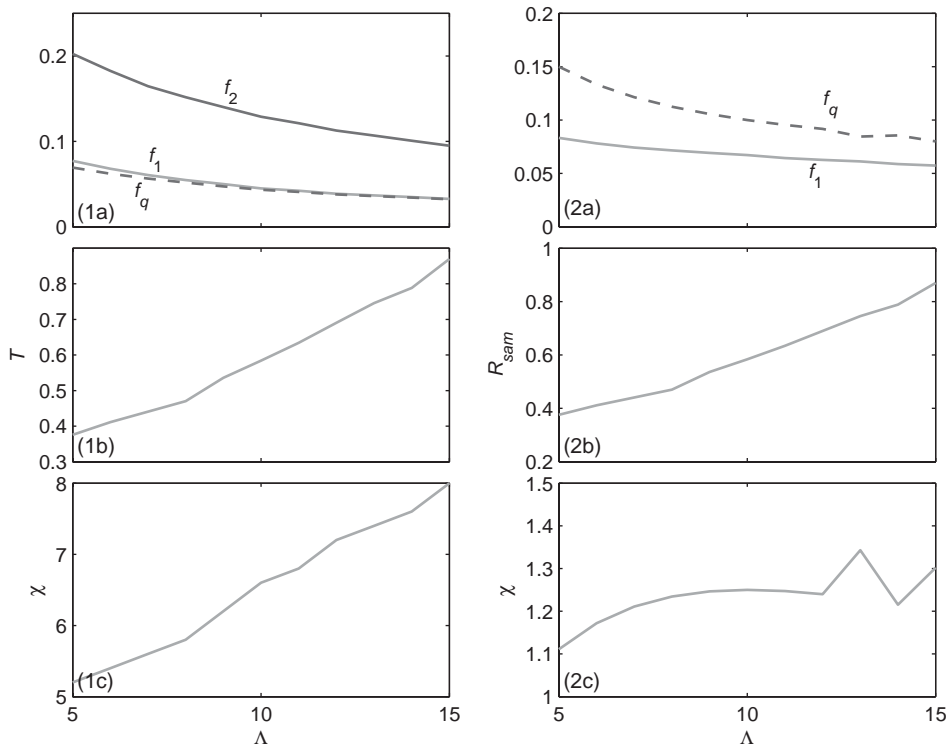 0.2
0.1
0
f2
f1
fq
(1a)
0.2
0.15
0.1
0.05
0
fq
f1
(2a)
T
0.8
0.7
0.6
0.5
0.4
0.3
(1b)
Rsam
1
0.8
0.6
0.4
0.2
(2b)
χ
8
7
6
5
(1c)
5 10 15
Λ
χ
1.5
1.4
1.3
1.2
1.1
1
(2c)
5 10 15
Λ